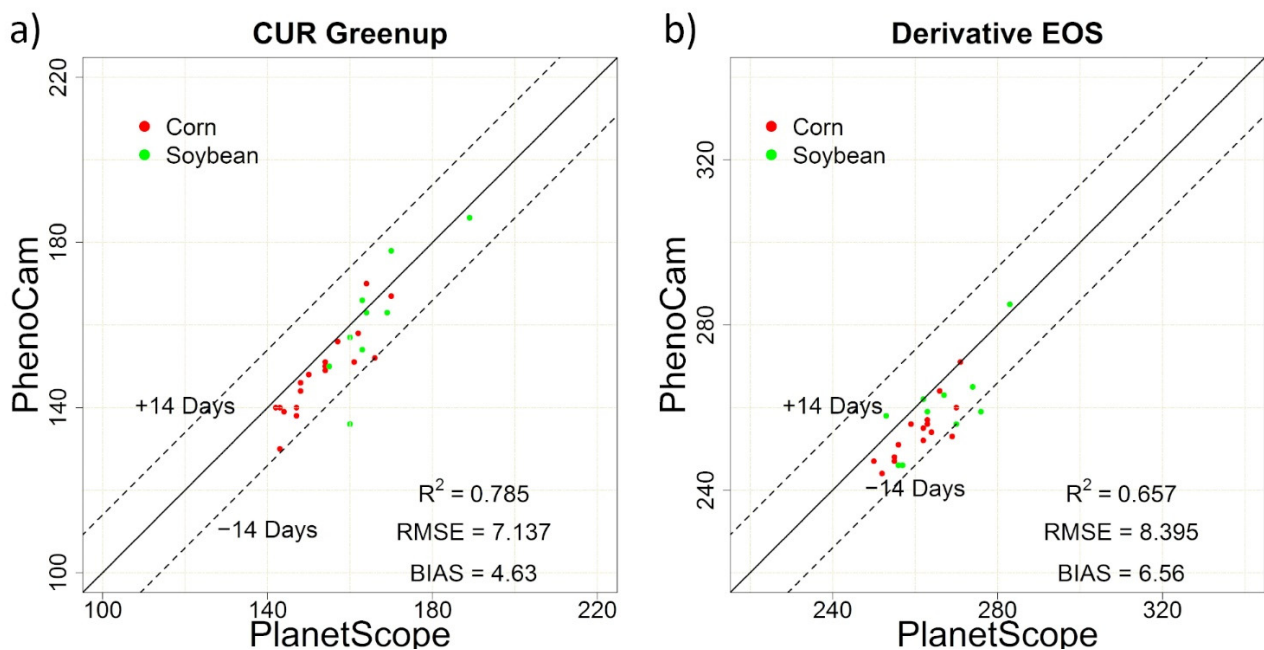 a)
CUR Greenup
220
180
140
100
PhenoCam
Corn
Soybean
+14 Days
−14 Days
R² = 0.785
RMSE = 7.137
BIAS = 4.63
100 140 180 220
PlanetScope
b)
Derivative EOS
320
280
240
PhenoCam
Corn
Soybean
+14 Days
−14 Days
R² = 0.657
RMSE = 8.395
BIAS = 6.56
240 280 320
PlanetScope